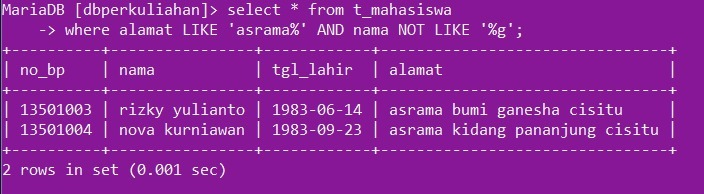 MariaDB [dbperkuliahan]> select * from t_mahasiswa
    -> where alamat LIKE 'asrama%' AND nama NOT LIKE '%g';
+----------+----------------+------------+--------------------------------+
| no_bp    | nama           | tgl_lahir  | alamat                         |
+----------+----------------+------------+--------------------------------+
| 13501003 | rizky yulianto | 1983-06-14 | asrama bumi ganesha cisitu     |
| 13501004 | nova kurniawan | 1983-09-23 | asrama kidang pananjung cisitu |
+----------+----------------+------------+--------------------------------+
2 rows in set (0.001 sec)